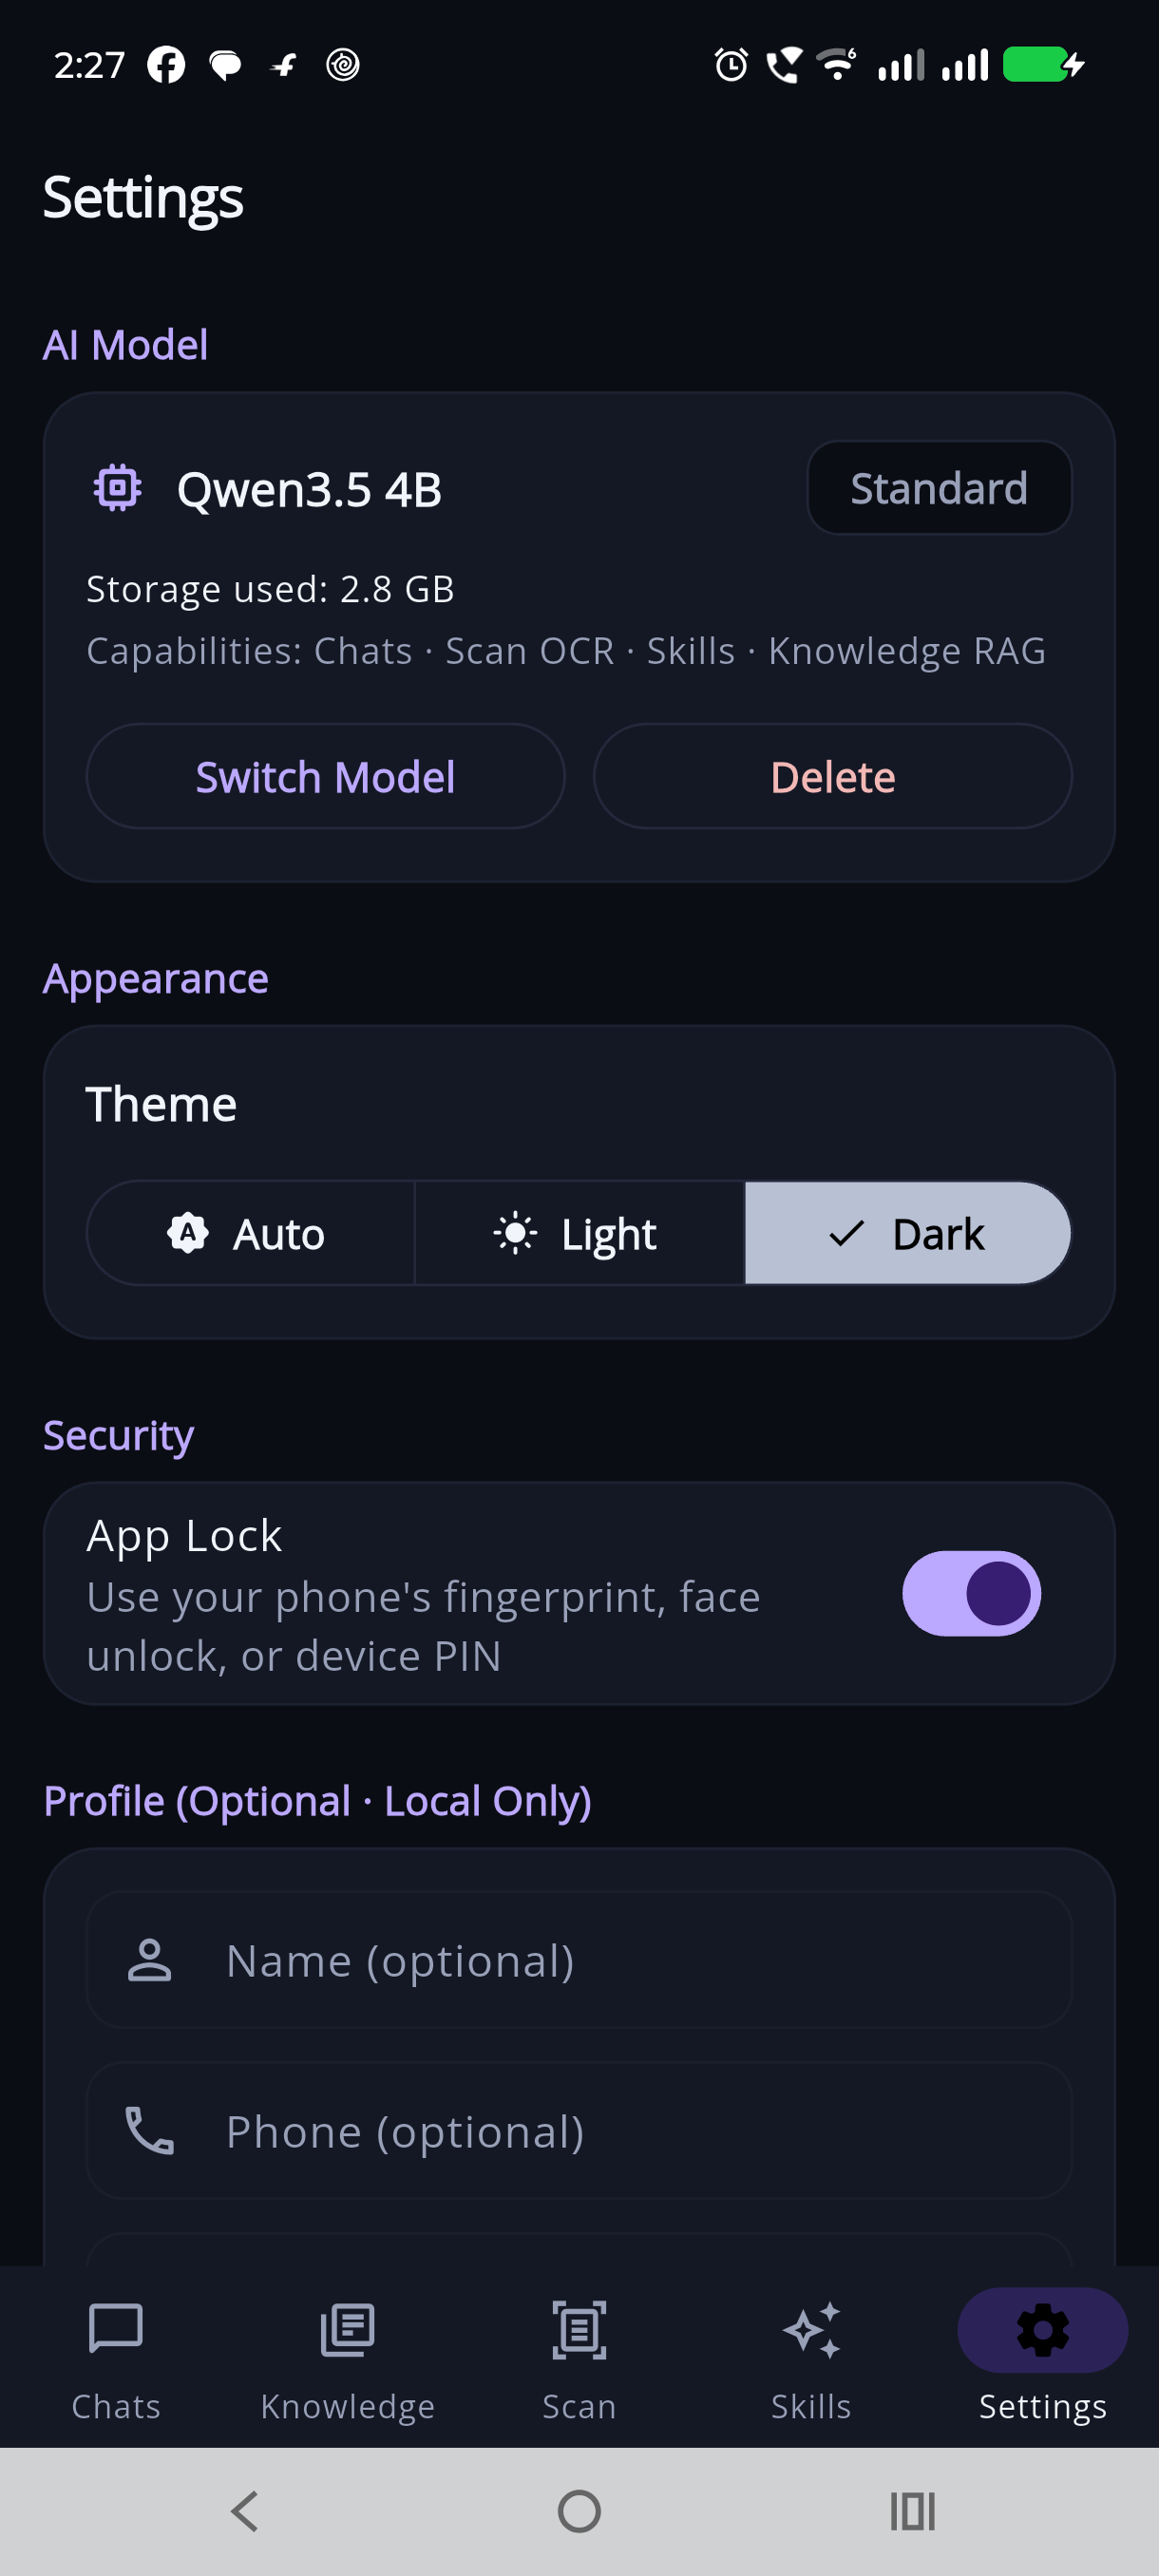 2:27
6
Settings
AI Model
Qwen3.5 4B
Standard
Storage used: 2.8 GB
Capabilities: Chats · Scan OCR · Skills · Knowledge RAG
Switch Model
Delete
Appearance
Theme
A Auto
Light
Dark
Security
App Lock
Use your phone's fingerprint, face
unlock, or device PIN
Profile (Optional · Local Only)
Name (optional)
Phone (optional)
Chats
Knowledge
Scan
Skills
Settings